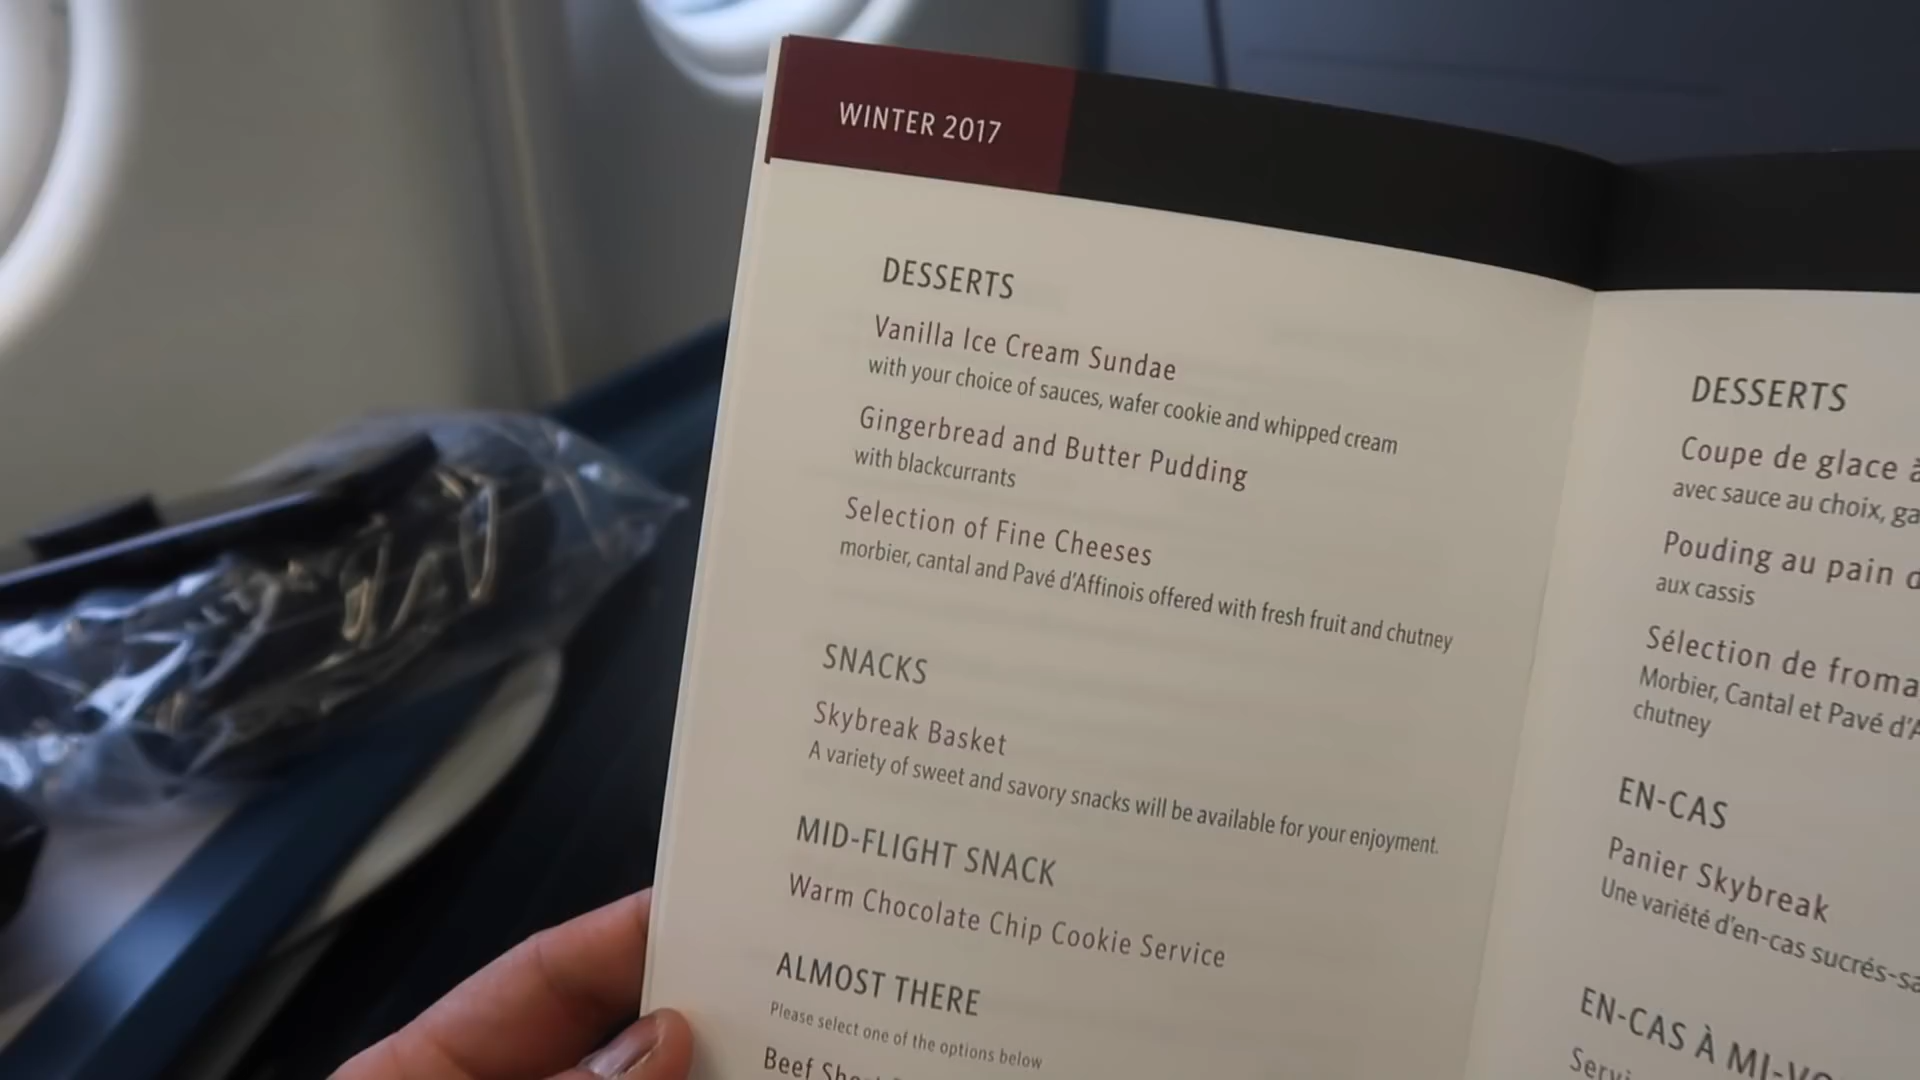 WINTER 2017
DESSERTS
Vanilla Ice Cream Sundae
with your choice of sauces, wafer cookie and whipped cream
Gingerbread and Butter Pudding
with blackcurrants
Selection of Fine Cheeses
morbier, cantal and Pavé d'Affinois offered with fresh fruit and chutney
SNACKS
Skybreak Basket
A variety of sweet and savory snacks will be available for your enjoyment.
MID-FLIGHT SNACK
Warm Chocolate Chip Cookie Service
ALMOST THERE
Please select one of the options below
Beef
DESSERTS
Coupe de glace à
avec sauce au choix,
Pouding au pain
aux cassis
Sélection de
Morbier, Cantal et Pavé
chutney
EN-CAS
Panier Skybreak
Une variété d'en-cas
EN-CAS À